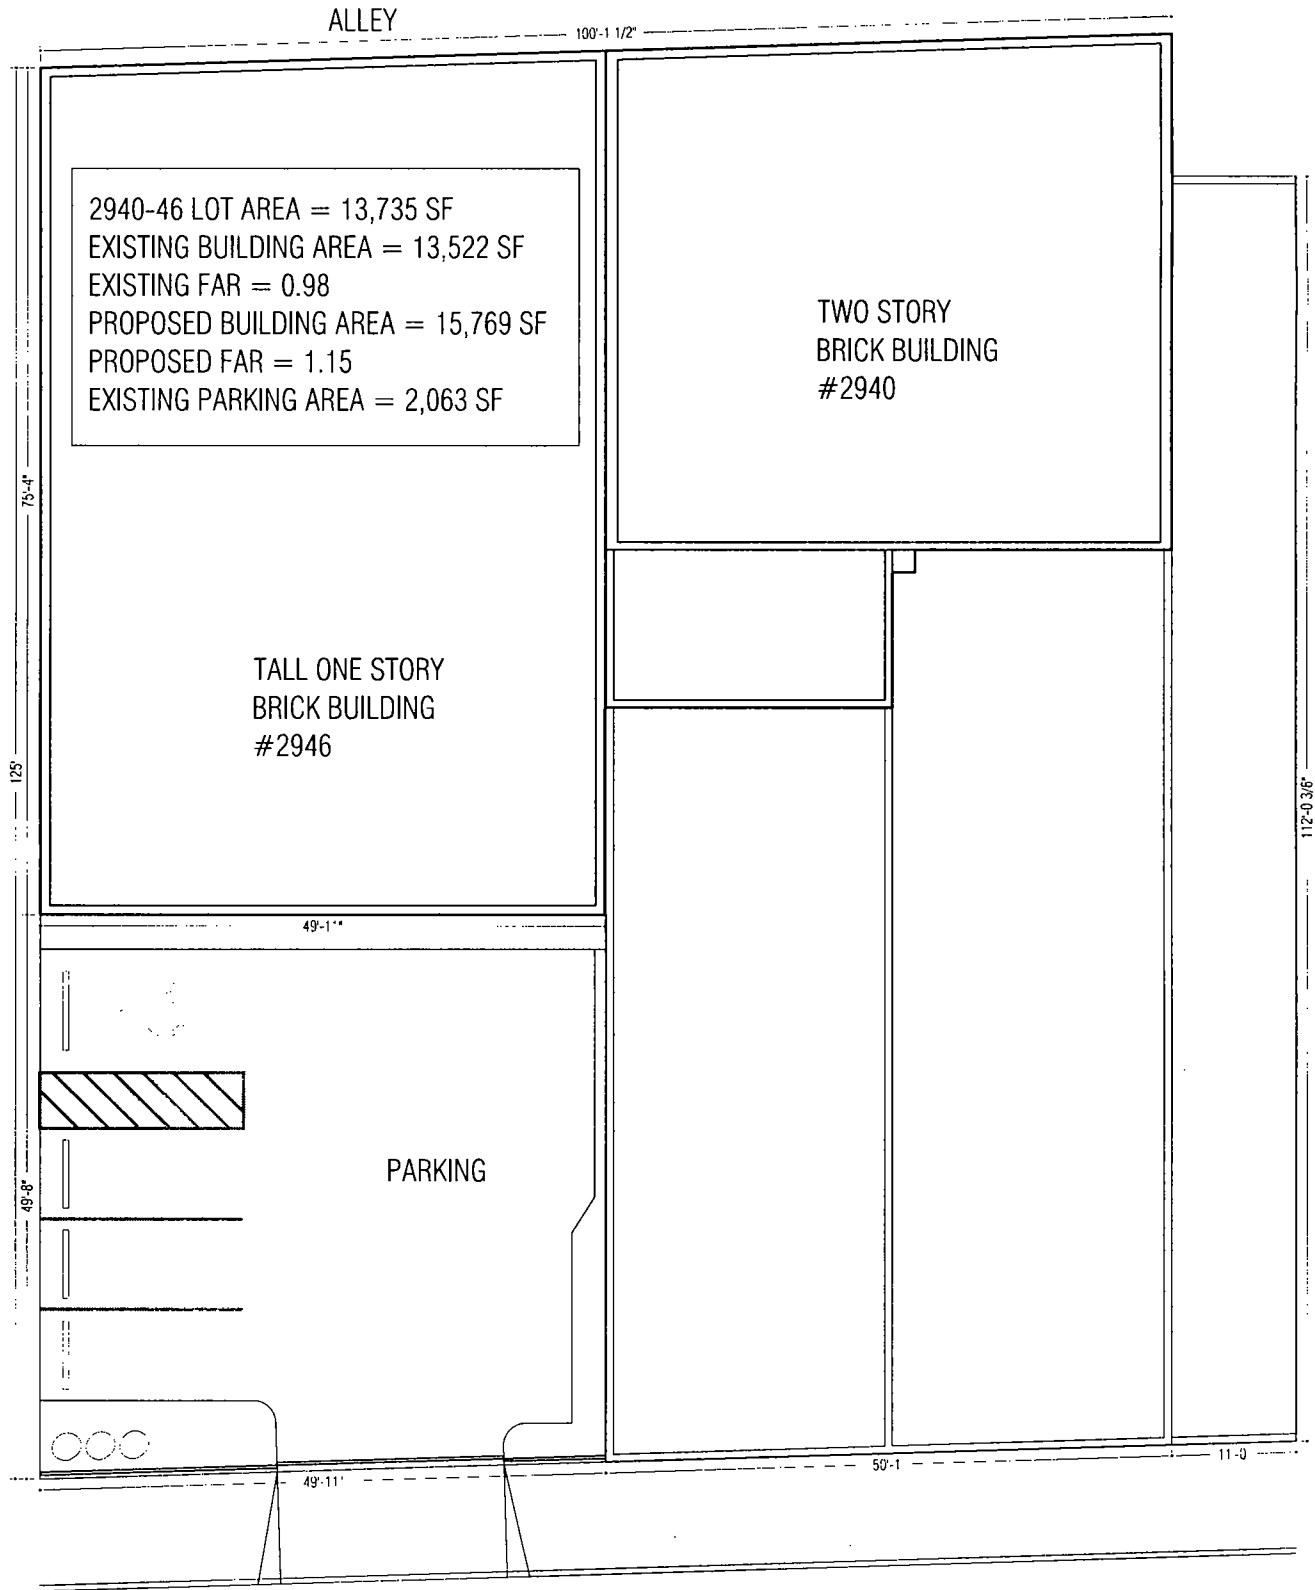 ALLEY
100'-1 1/2"
2940-46 LOT AREA = 13,735 SF
EXISTING BUILDING AREA = 13,522 SF
EXISTING FAR = 0.98
PROPOSED BUILDING AREA = 15,769 SF
PROPOSED FAR = 1.15
EXISTING PARKING AREA = 2,063 SF
TWO STORY
BRICK BUILDING
#2940
75'-4"
TALL ONE STORY
BRICK BUILDING
#2946
125'
112'-0 3/8"
49'-8"
PARKING
49'-11'
50'-1
11'-0